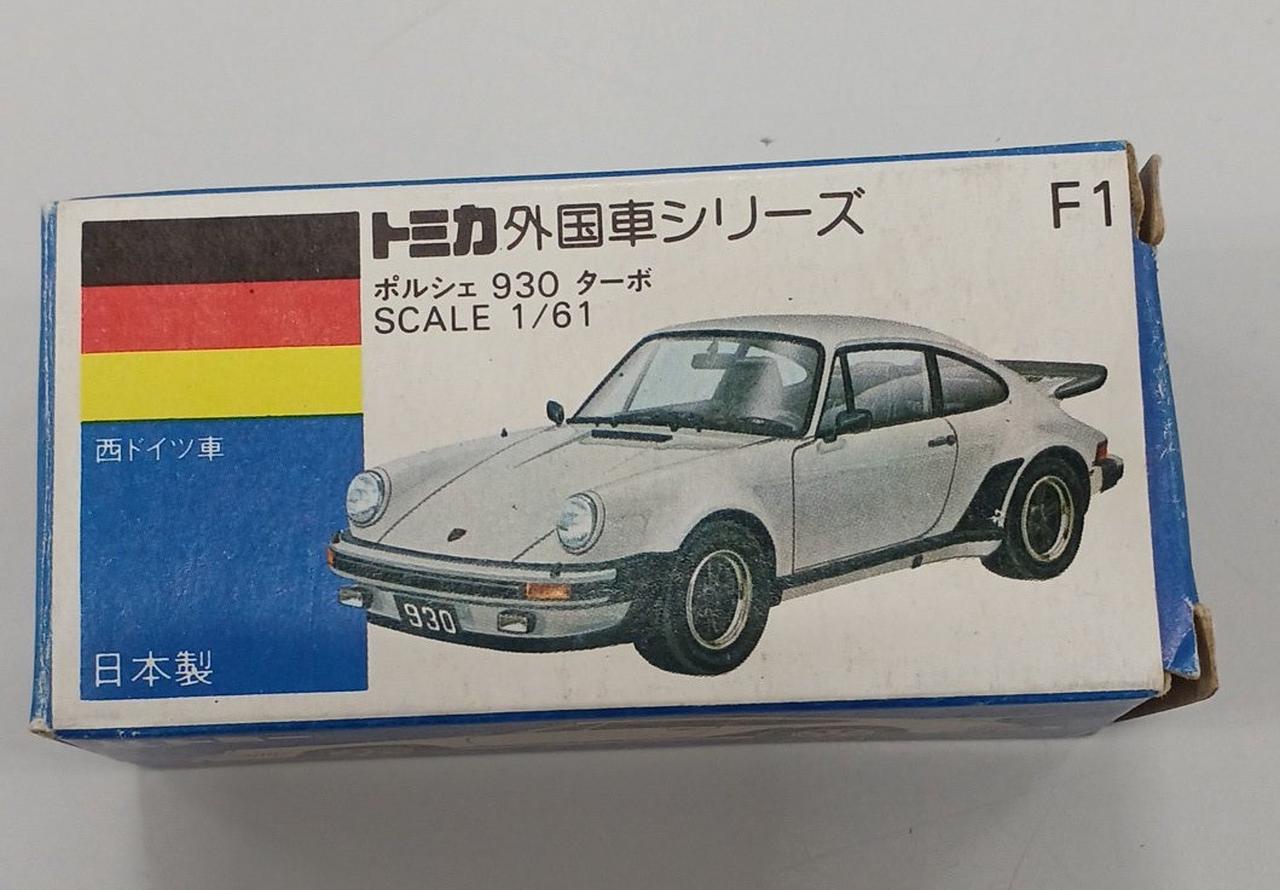 トミカ外国車シリーズ F1
ポルシェ 930 ターボ
SCALE 1/61
西ドイツ車
930
日本製